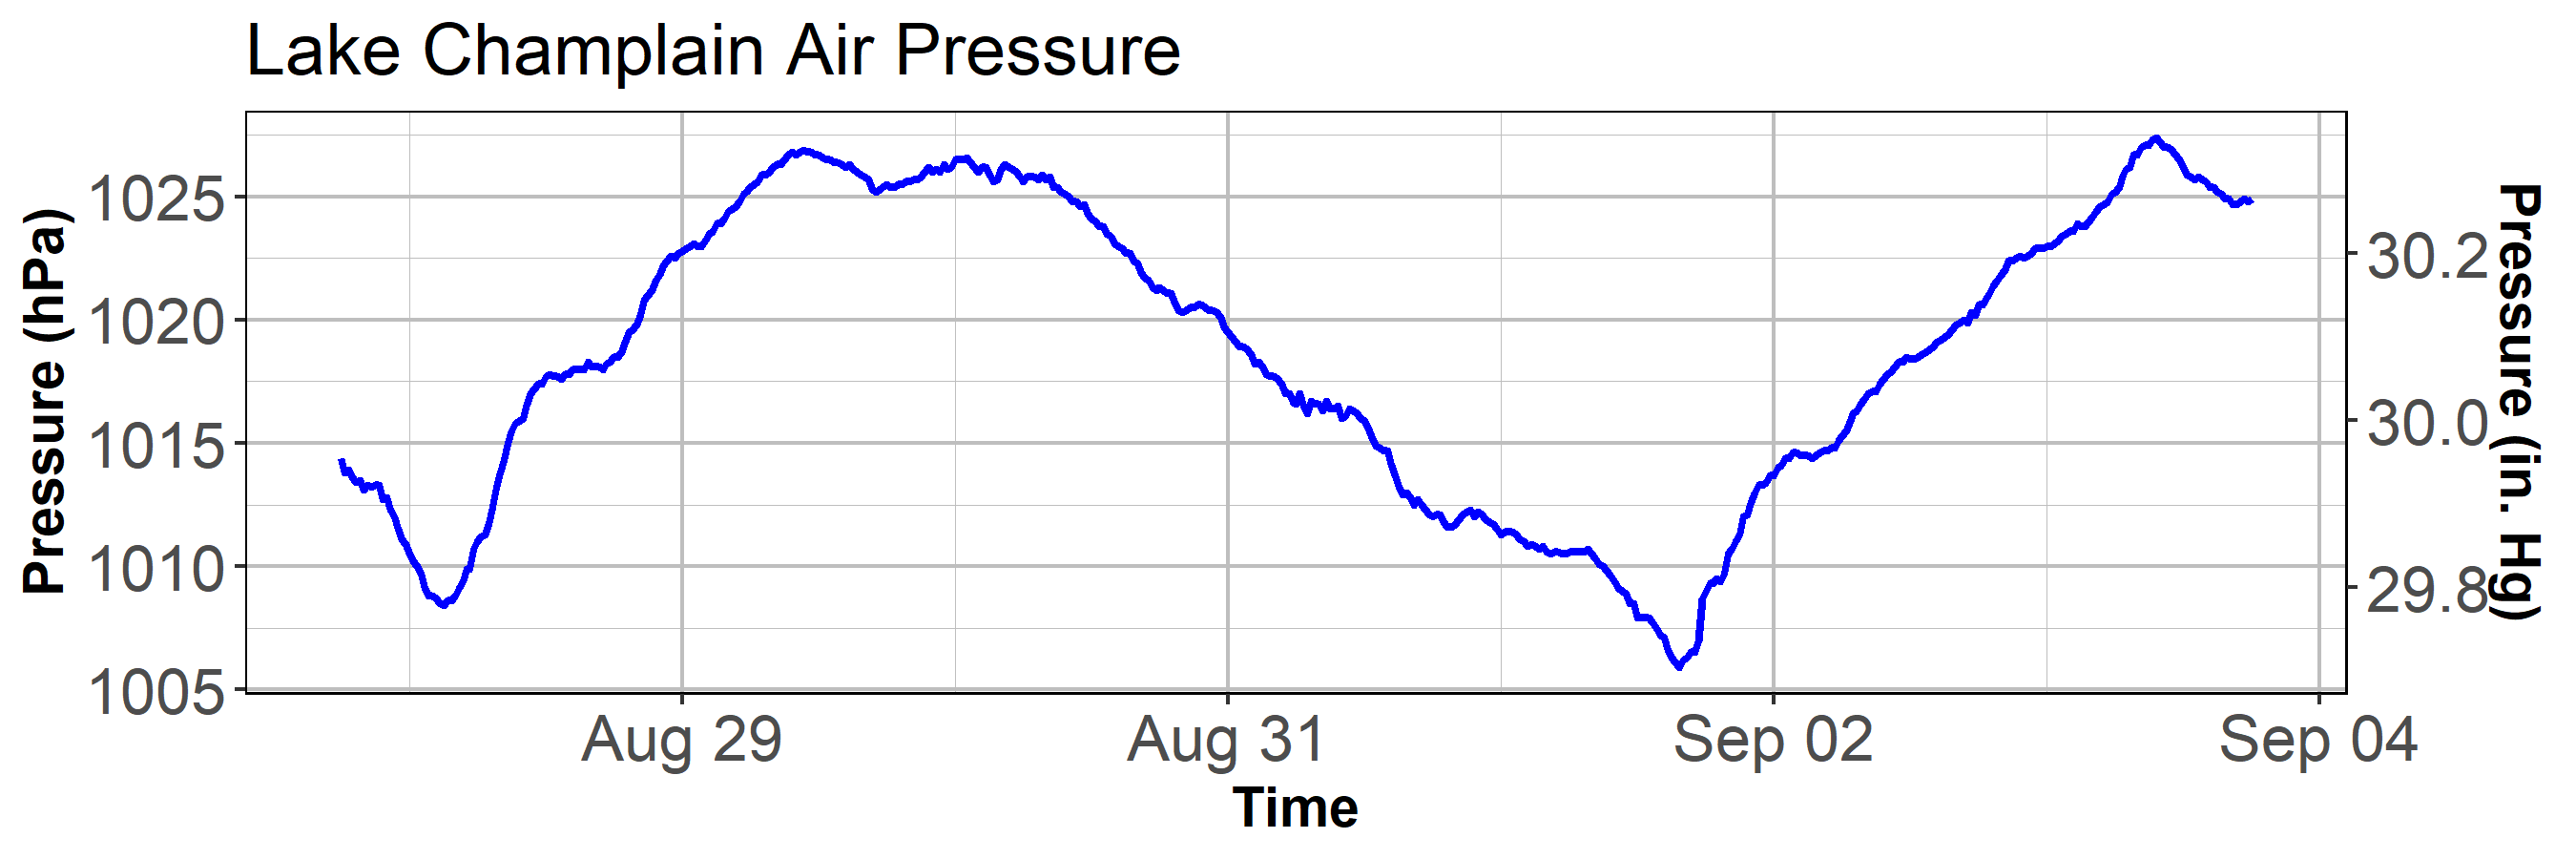 Lake Champlain Air Pressure
Pressure (hPa)
1025
1020
1015
1010
1005
30.2
30.0
29.8
Pressure (in. Hg)
Aug 29
Aug 31
Sep 02
Sep 04
Time